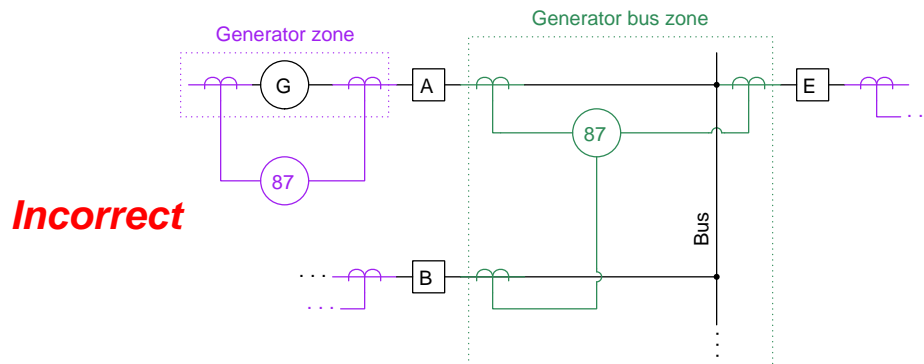 Generator bus zone
Generator zone
G
A
E
87
87
Incorrect
Bus
B